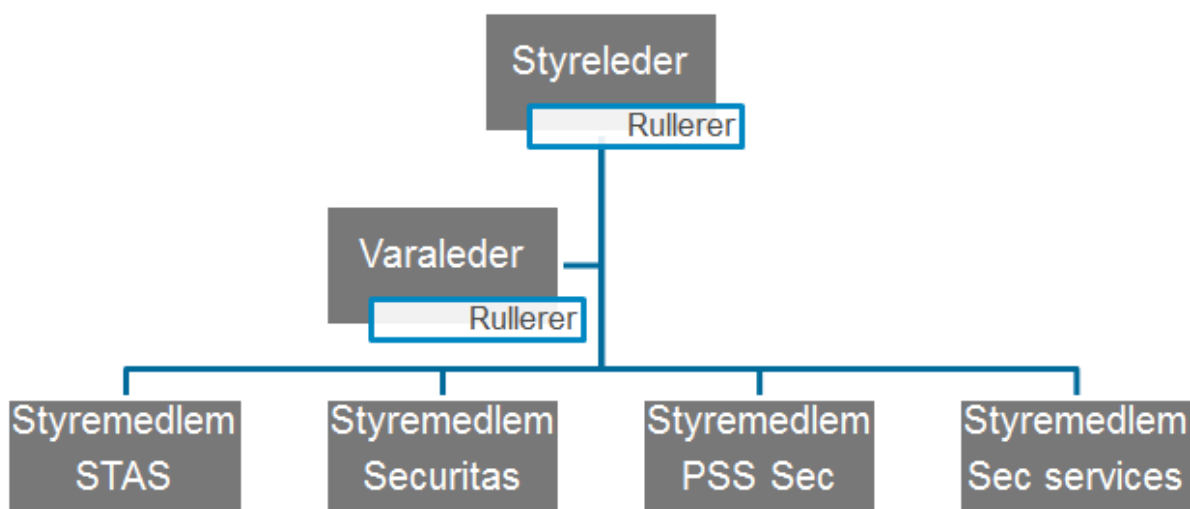 Styreleder
Rullerer
Varaleder
Rullerer
Styremedlem
STAS
Styremedlem
Securitas
Styremedlem
PSS Sec
Styremedlem
Sec services